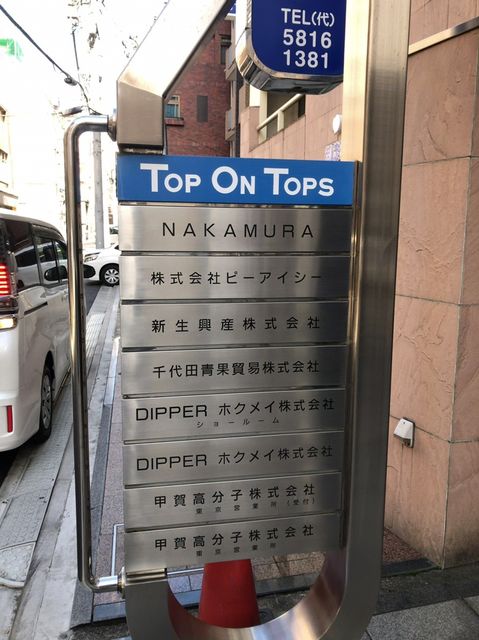 TEL(代)
5816
1381
TOP ON TOPS
NAKAMURA
株式会社ピーアイシー
新生興産株式会社
千代田青果貿易株式会社
DIPPER ホクメイ株式会社
ショールーム
DIPPER ホクメイ株式会社
甲賀高分子株式会社
東京営業所(受付)
甲賀高分子株式会社
東京営業所